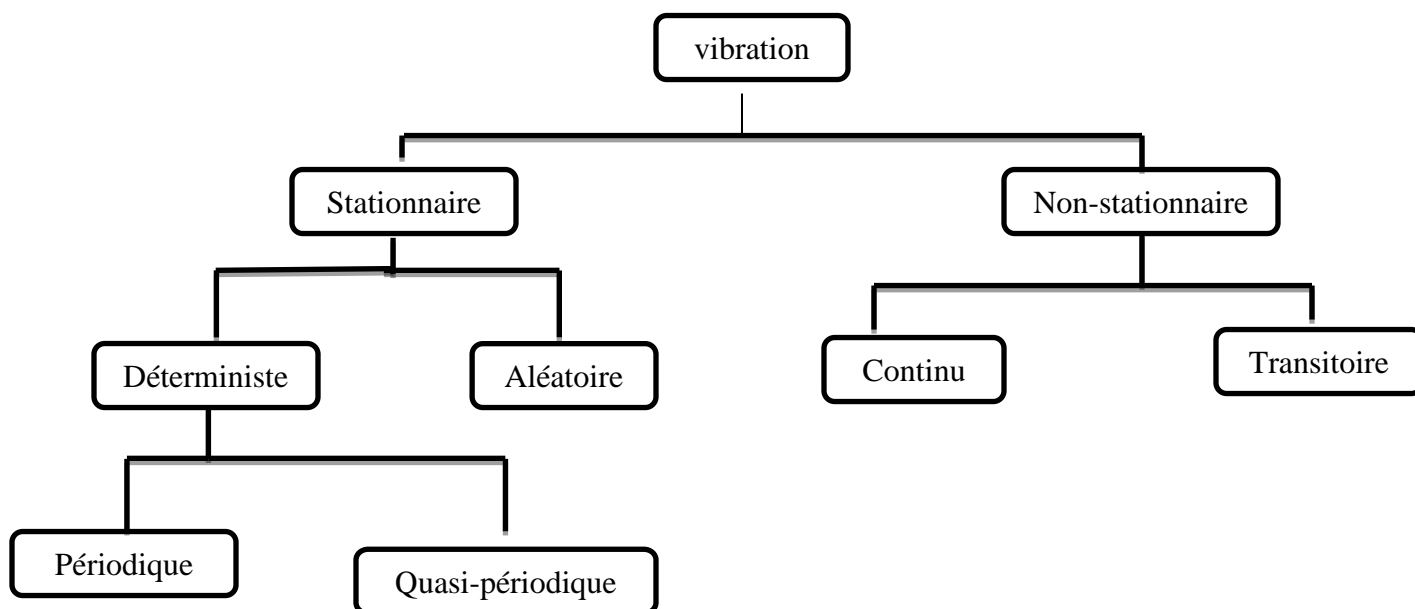 vibration
Stationnaire
Non-stationnaire
Déterministe
Aléatoire
Continu
Transitoire
Périodique
Quasi-périodique